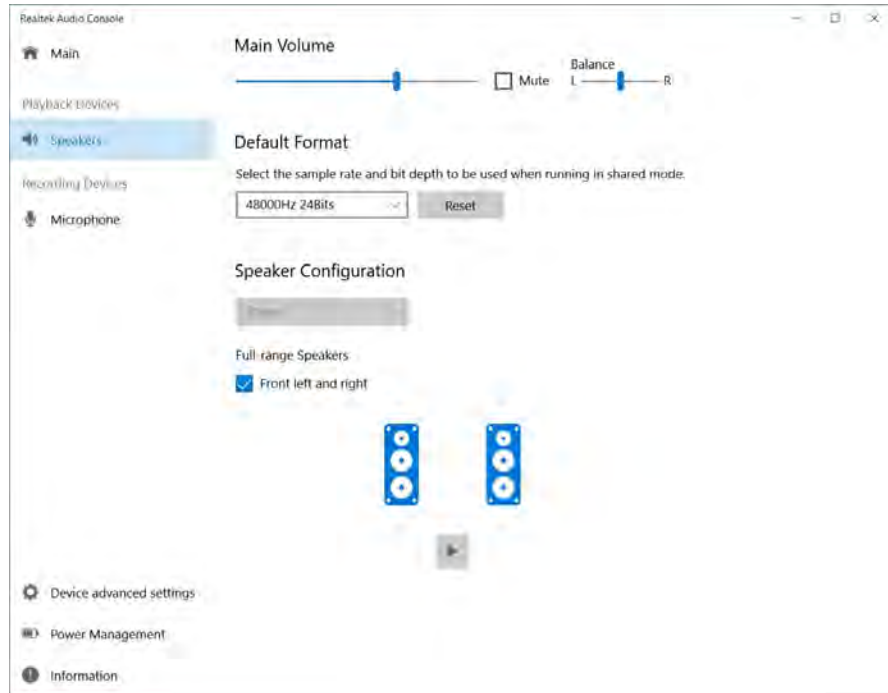 Realtek Audio Console
Main
Playback Devices
Speakers
Recording Devices
Microphone
Device advanced settings
Power Management
Information
Main Volume
Mute
Balance
L
R
Default Format
Select the sample rate and bit depth to be used when running in shared mode.
48000Hz 24Bits
Reset
Speaker Configuration
Full-range Speakers
Front left and right